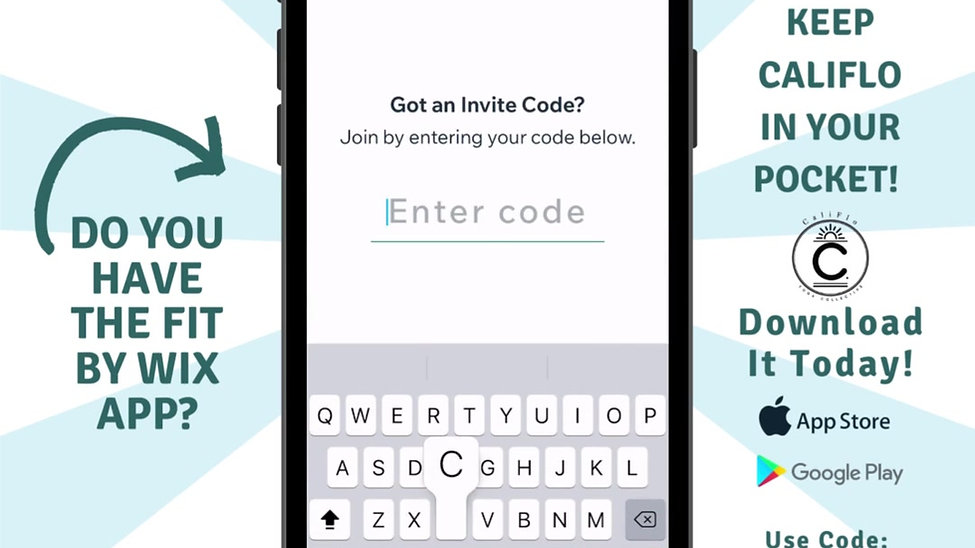 DO YOU
HAVE
THE FIT
BY WIX
APP?
Got an Invite Code?
Join by entering your code below.
Enter code
Q W E R T Y U I O P
A S D C G H J K L
Z X V B N M
KEEP
CALIFLO
IN YOUR
POCKET!
CaliFlo
C.
Download
It Today!
App Store
Google Play
Use Code: